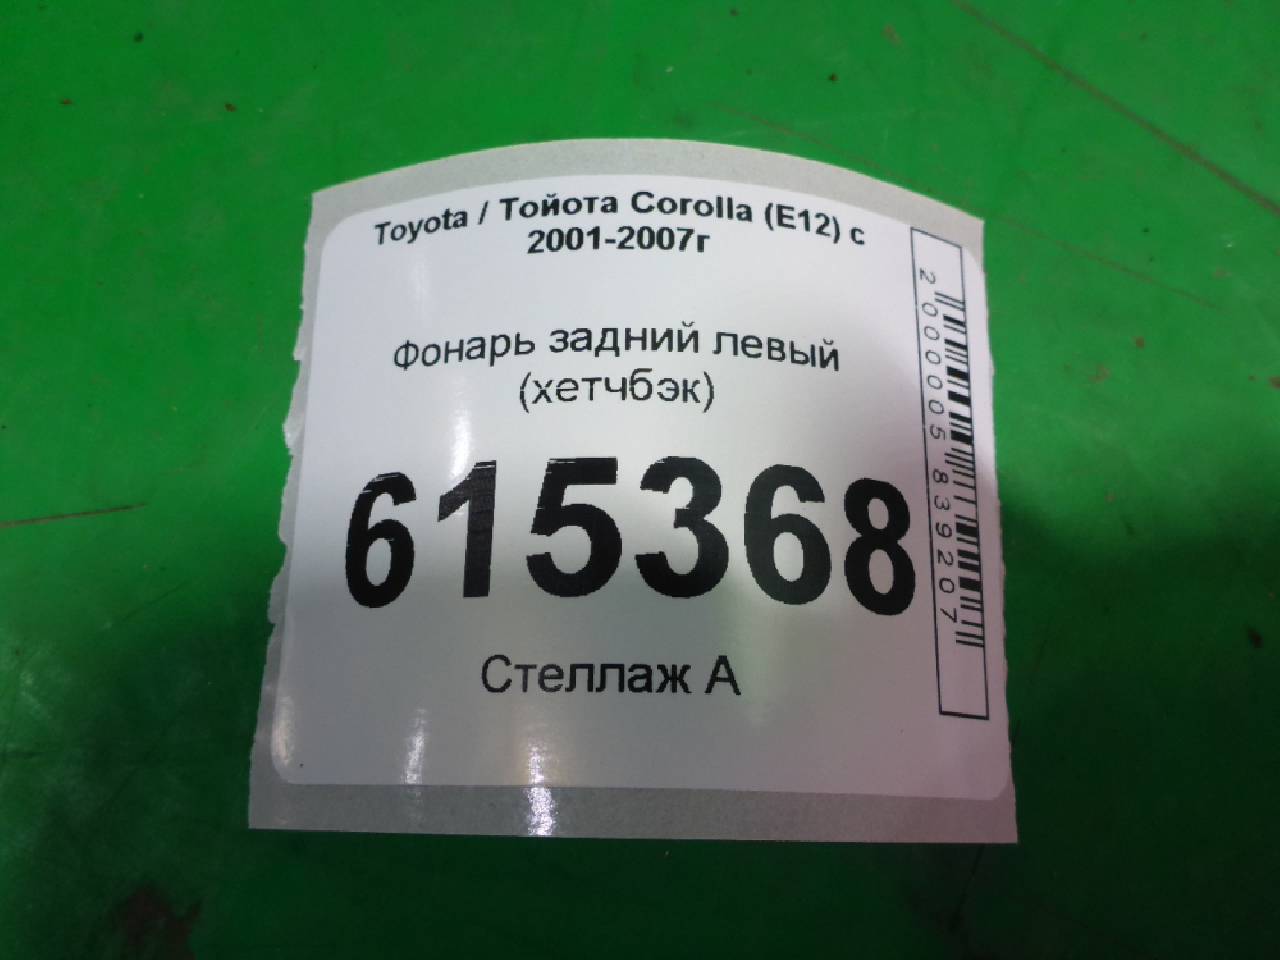 Toyota / Тойота Corolla (E12) с
2001-2007г
Фонарь задний левый
(хетчбэк)
615368
Стеллаж А
2000005839207